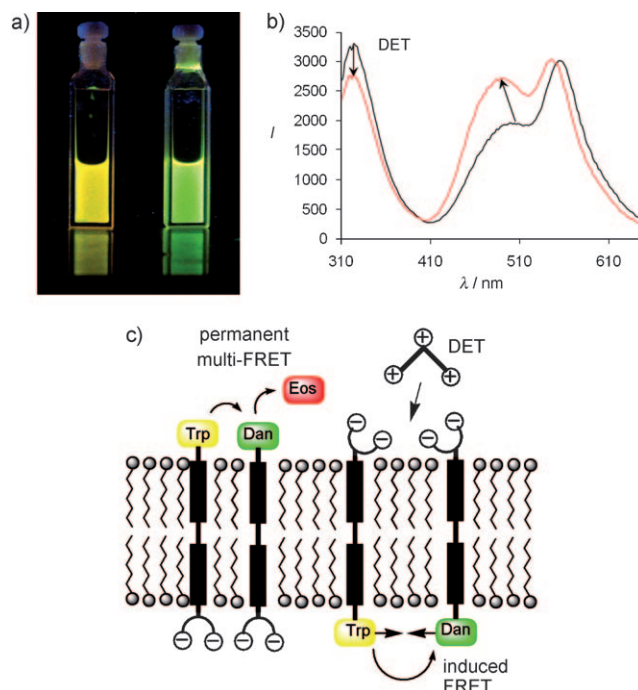 a)
b)
DET
3500
3000
2500
2000
1500
1000
500
0
I
310 410 510 610
λ / nm
c)
permanent
multi-FRET
Eos
Trp
Dan
DET
+
+ +
− −
− −
− − − −
Trp
Dan
induced
FRET